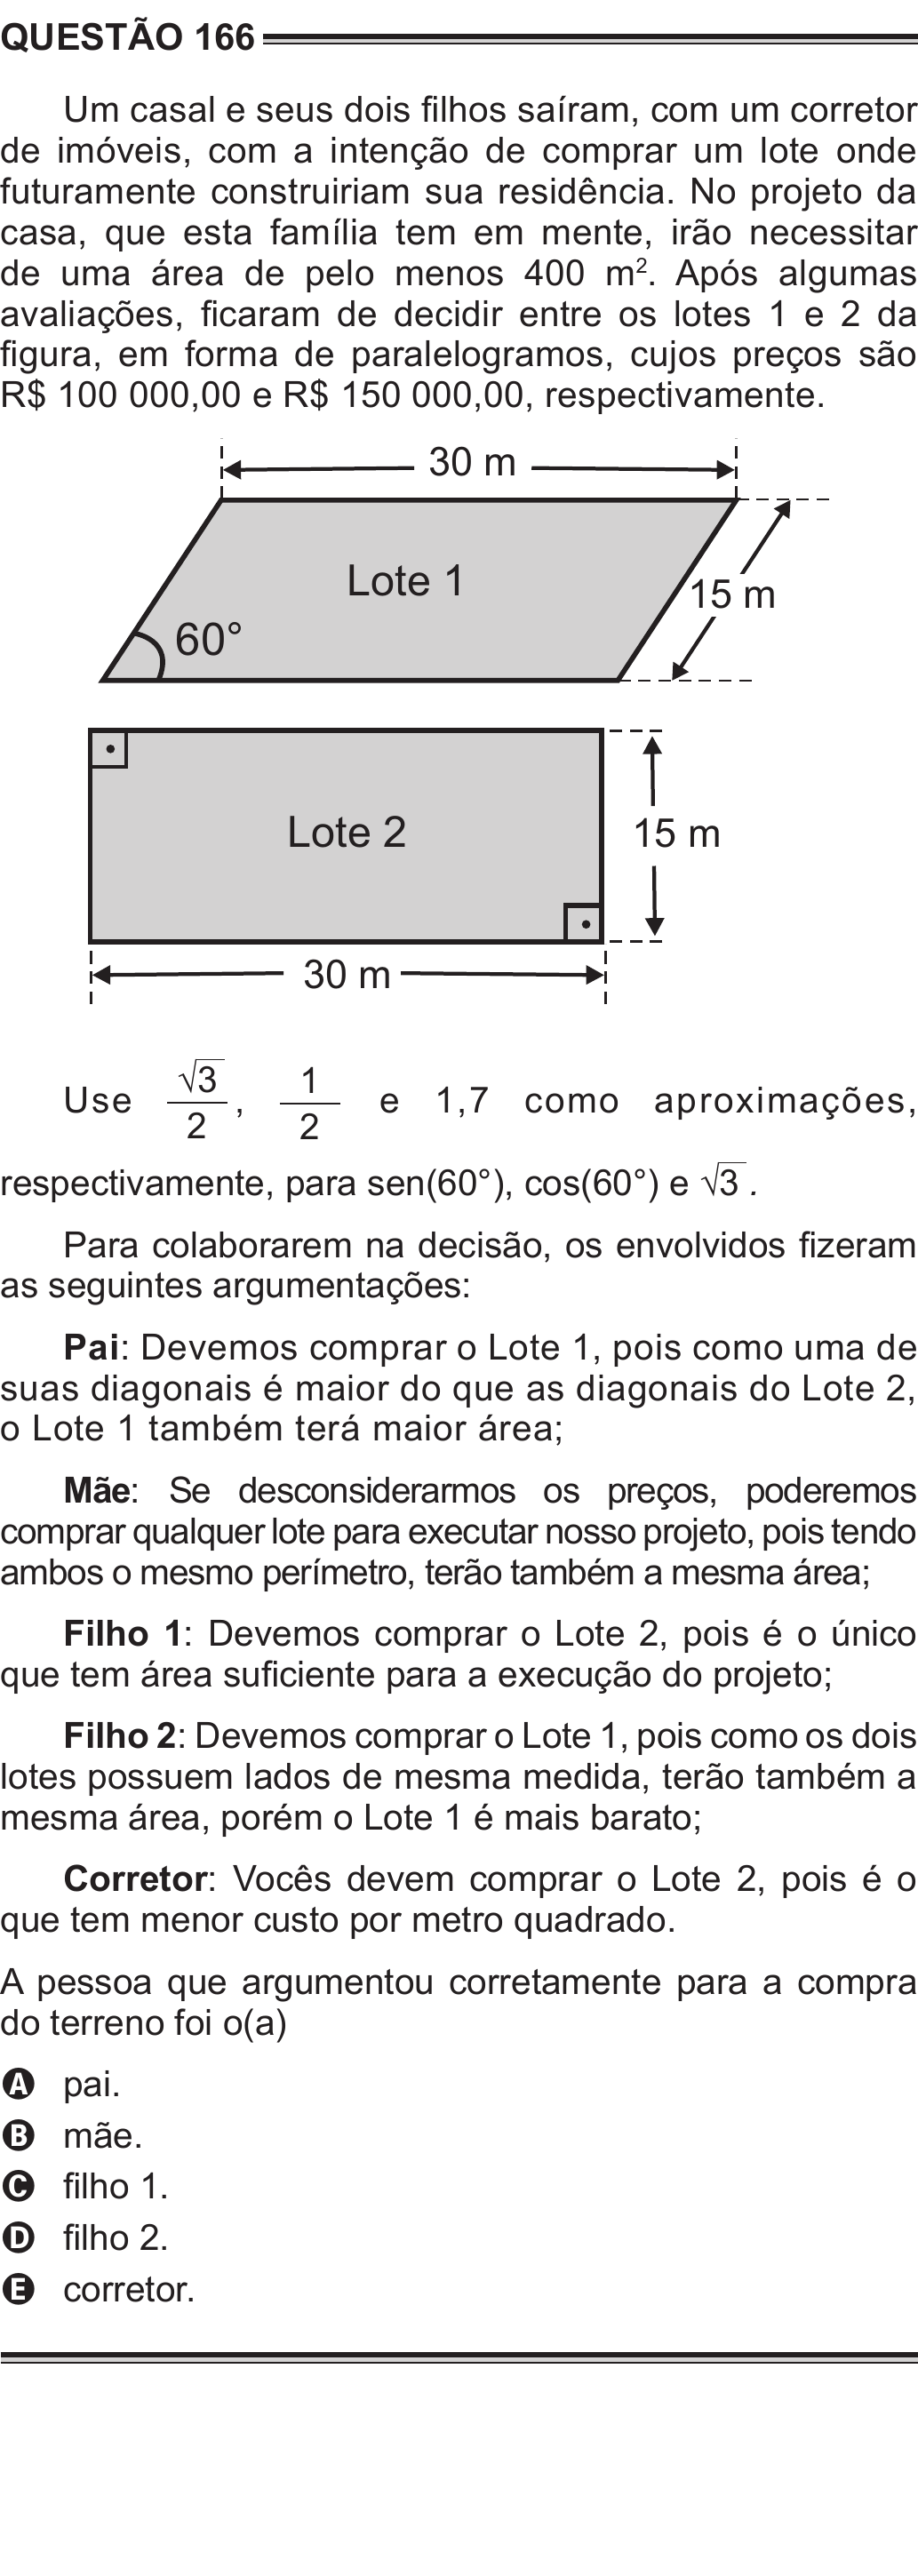 QUESTÃO 166
Um casal e seus dois filhos saíram, com um corretor
de imóveis, com a intenção de comprar um lote onde
futuramente construiriam sua residência. No projeto da
casa, que esta família tem em mente, irão necessitar
de uma área de pelo menos 400 m². Após algumas
avaliações, ficaram de decidir entre os lotes 1 e 2 da
figura, em forma de paralelogramos, cujos preços são
R$ 100 000,00 e R$ 150 000,00, respectivamente.
30 m
Lote 1
15 m
60°
Lote 2
15 m
30 m
Use √3/2, 1/2 e 1,7 como aproximações,
respectivamente, para sen(60°), cos(60°) e √3.
Para colaborarem na decisão, os envolvidos fizeram
as seguintes argumentações:
Pai: Devemos comprar o Lote 1, pois como uma de
suas diagonais é maior do que as diagonais do Lote 2,
o Lote 1 também terá maior área;
Mãe: Se desconsiderarmos os preços, poderemos
comprar qualquer lote para executar nosso projeto, pois tendo
ambos o mesmo perímetro, terão também a mesma área;
Filho 1: Devemos comprar o Lote 2, pois é o único
que tem área suficiente para a execução do projeto;
Filho 2: Devemos comprar o Lote 1, pois como os dois
lotes possuem lados de mesma medida, terão também a
mesma área, porém o Lote 1 é mais barato;
Corretor: Vocês devem comprar o Lote 2, pois é o
que tem menor custo por metro quadrado.
A pessoa que argumentou corretamente para a compra
do terreno foi o(a)
A pai.
B mãe.
C filho 1.
D filho 2.
E corretor.